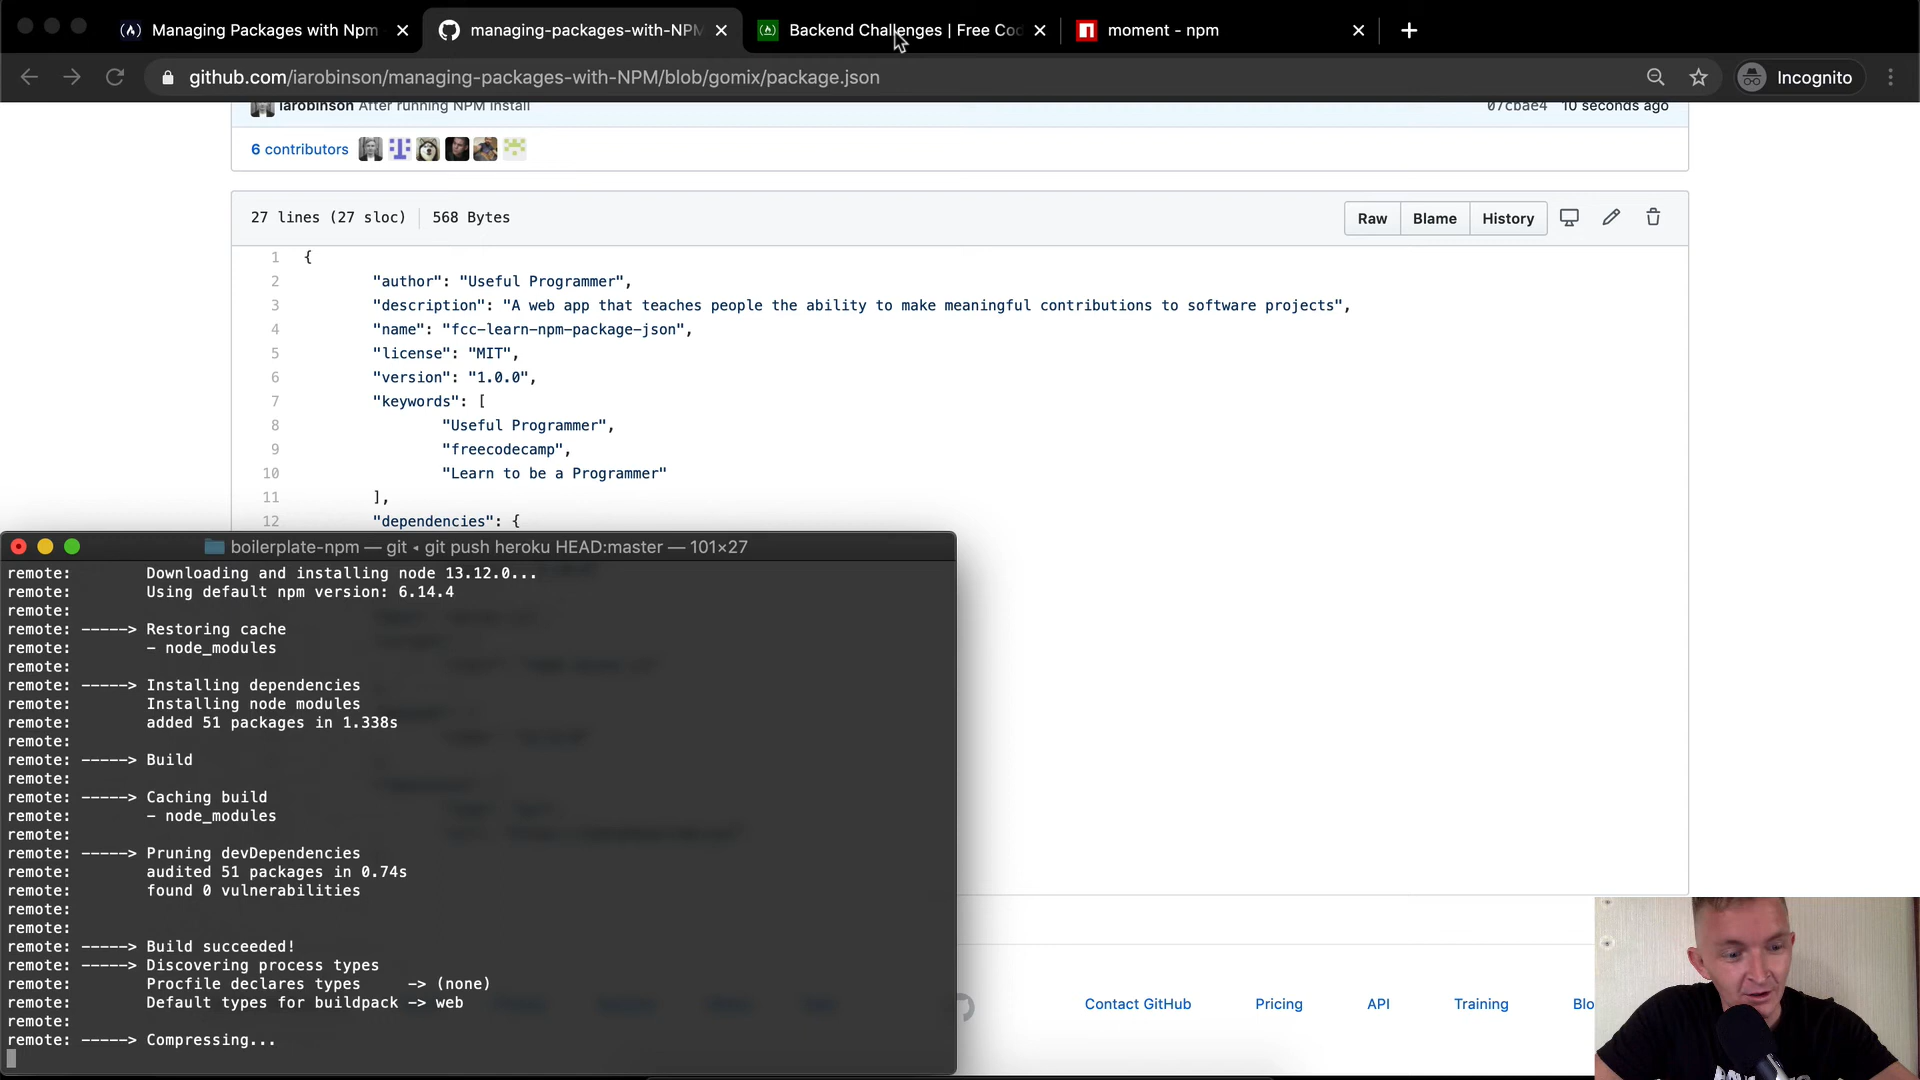 Managing Packages with Npm
managing-packages-with-NPM
Backend Challenges | Free Coo
moment - npm
github.com/iarobinson/managing-packages-with-NPM/blob/gomix/package.json
Incognito
iarobinson After running NPM install
07cbae4 10 seconds ago
6 contributors
27 lines (27 sloc) 568 Bytes
Raw Blame History
1 {
2 "author": "Useful Programmer",
3 "description": "A web app that teaches people the ability to make meaningful contributions to software projects",
4 "name": "fcc-learn-npm-package-json",
5 "license": "MIT",
6 "version": "1.0.0",
7 "keywords": [
8 "Useful Programmer",
9 "freecodecamp",
10 "Learn to be a Programmer"
11 ],
12 "dependencies": {
boilerplate-npm — git ◂ git push heroku HEAD:master — 101×27
remote: Downloading and installing node 13.12.0...
remote: Using default npm version: 6.14.4
remote:
remote: -----> Restoring cache
remote: - node_modules
remote:
remote: -----> Installing dependencies
remote: Installing node modules
remote: added 51 packages in 1.338s
remote:
remote: -----> Build
remote:
remote: -----> Caching build
remote: - node_modules
remote:
remote: -----> Pruning devDependencies
remote: audited 51 packages in 0.74s
remote: found 0 vulnerabilities
remote:
remote:
remote: -----> Build succeeded!
remote: -----> Discovering process types
remote: Procfile declares types -> (none)
remote: Default types for buildpack -> web
remote:
remote: -----> Compressing...
Contact GitHub Pricing API Training Blo